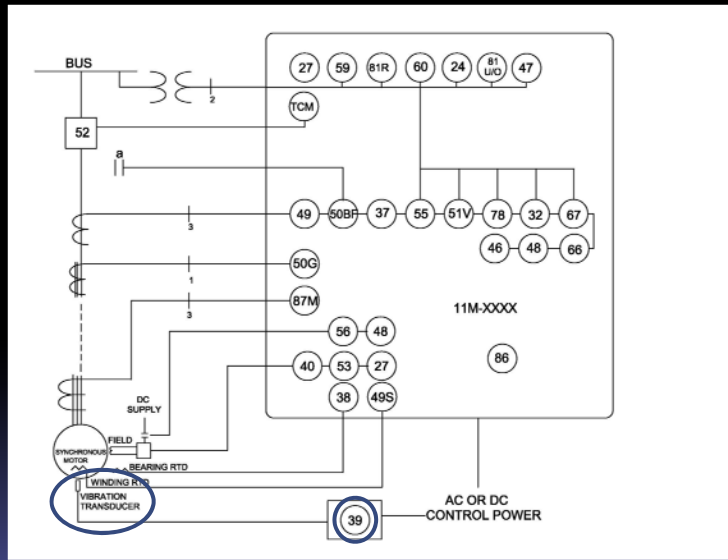 BUS
27
59
81R
60
24
81
U/O
47
2
TCM
52
a
3
49
50BF
37
55
51V
78
32
67
46
48
66
1
50G
3
87M
11M-XXXX
56
48
86
40
53
27
DC
SUPPLY
38
49S
FIELD
SYNCHRONOUS
MOTOR
BEARING RTD
WINDING RTD
VIBRATION
TRANSDUCER
39
AC OR DC
CONTROL POWER